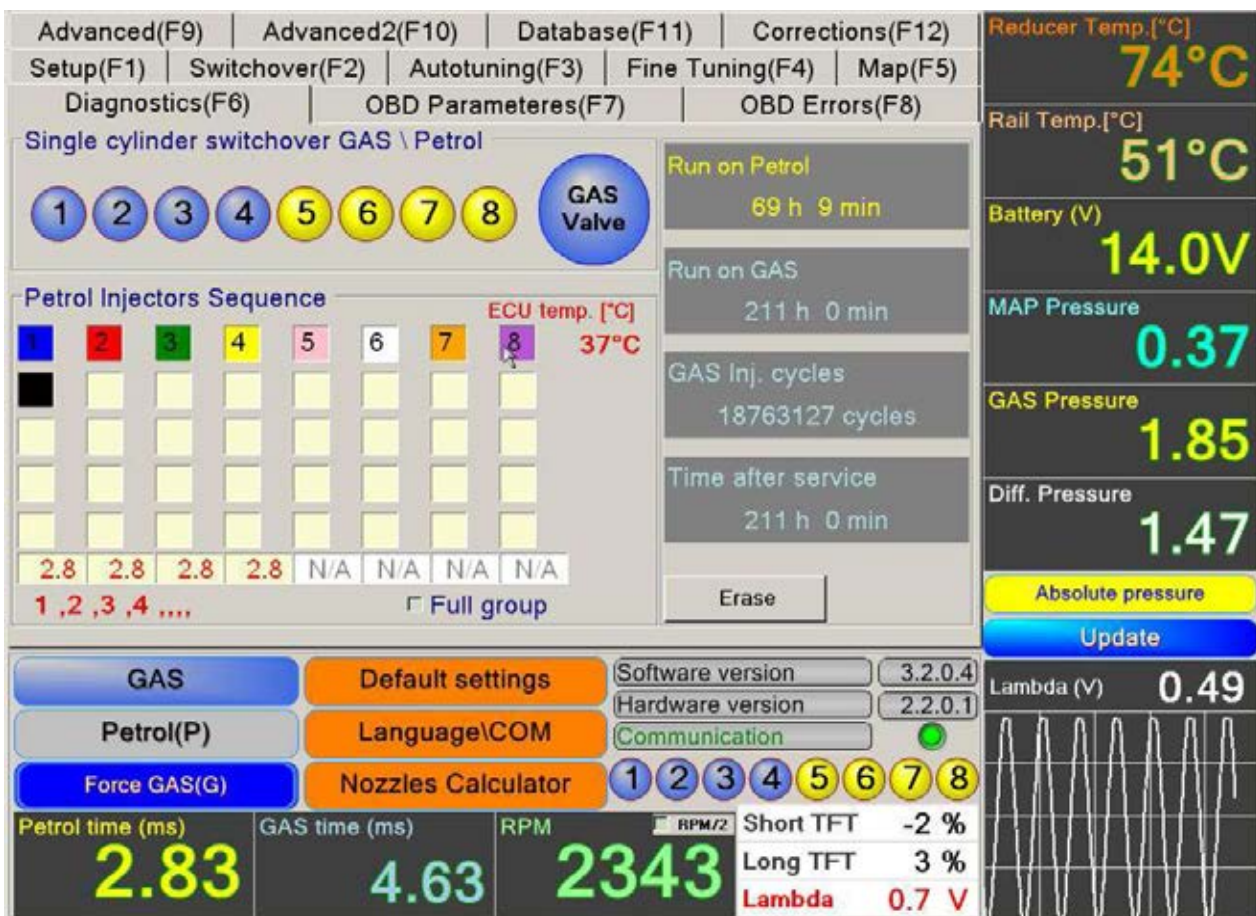 Advanced(F9) Advanced2(F10) Database(F11) Corrections(F12)
Setup(F1) Switchover(F2) Autotuning(F3) Fine Tuning(F4) Map(F5)
Diagnostics(F6) OBD Parameteres(F7) OBD Errors(F8)
Single cylinder switchover GAS \ Petrol
1 2 3 4 5 6 7 8
GAS
Valve
Petrol Injectors Sequence
ECU temp. [°C]
1 2 3 4 5 6 7 8 37°C
2.8 2.8 2.8 2.8 N/A N/A N/A N/A
1 ,2 ,3 ,4 ,,,,
Full group
Run on Petrol
69 h 9 min
Run on GAS
211 h 0 min
GAS Inj. cycles
18763127 cycles
Time after service
211 h 0 min
Erase
Reducer Temp.[°C]
74°C
Rail Temp.[°C]
51°C
Battery (V)
14.0V
MAP Pressure
0.37
GAS Pressure
1.85
Diff. Pressure
1.47
Absolute pressure
Update
Lambda (V) 0.49
GAS Default settings
Petrol(P) Language\COM
Force GAS(G) Nozzles Calculator
Software version 3.2.0.4
Hardware version 2.2.0.1
Communication
1 2 3 4 5 6 7 8
Petrol time (ms)
2.83
GAS time (ms)
4.63
RPM RPM/2
2343
Short TFT -2 %
Long TFT 3 %
Lambda 0.7 V